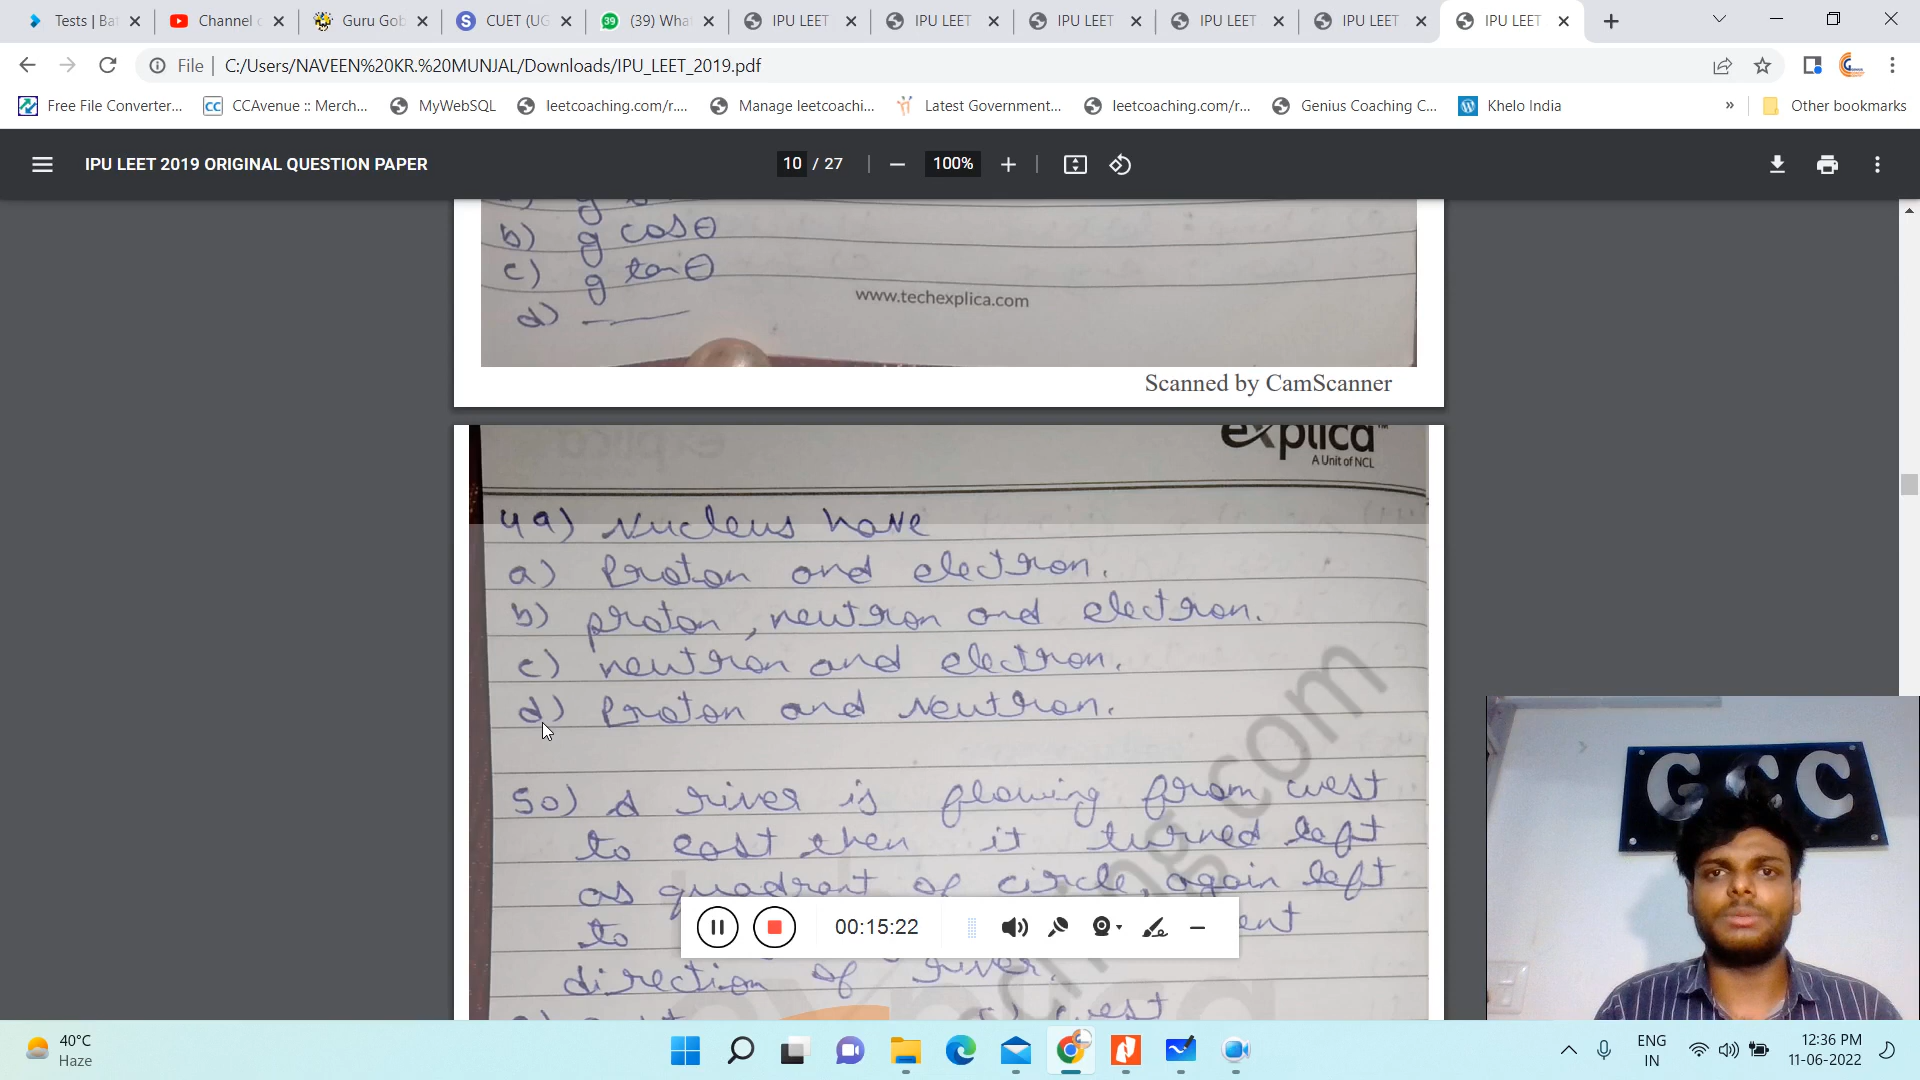 Tests | Bat
Channel c
Guru Gob
CUET (UG
(39) Wha
IPU LEET
IPU LEET
IPU LEET
IPU LEET
IPU LEET
IPU LEET
File
C:/Users/NAVEEN%20KR.%20MUNJAL/Downloads/IPU_LEET_2019.pdf
Free File Converter...
CCAvenue :: Merch...
MyWebSQL
leetcoaching.com/r....
Manage leetcoachi...
Latest Government...
leetcoaching.com/r...
Genius Coaching C...
Khelo India
»
Other bookmarks
IPU LEET 2019 ORIGINAL QUESTION PAPER
10 / 27
100%
b) g cosθ
c) g tanθ
d)
www.techexplica.com
Scanned by CamScanner
explica™
A Unit of NCL
49) Nucleus have
a) Proton and electron.
b) proton, neutron and electron.
c) neutron and electron.
d) Proton and Neutron.
50) A river is flowing from west
to east then it turned left
as quadrant of circle, again left
to
direction of river.
west
.com
00:15:22
GCC
40°C
Haze
ENG
IN
12:36 PM
11-06-2022